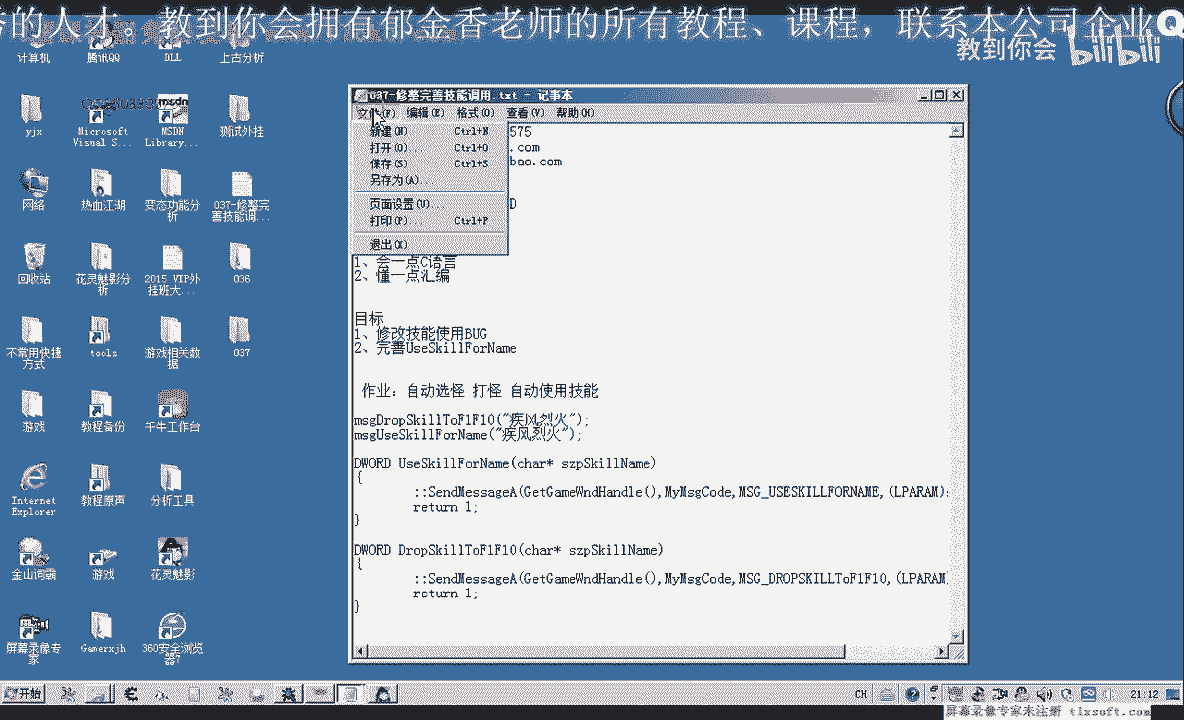 秀的人才。教到你会拥有郁金香老师的所有教程、课程，联系本公司企业Q
教到你会 bilibili
计算机
腾讯QQ
DLL
上古分析
yjx
Microsoft
Visual S...
MSDN
Library...
测试外挂
网络
热血江湖
变态功能分
析
037-修整完
善技能调...
回收站
花灵魅影分
析
2015 VIP外
挂班大...
036
不常用快捷
方式
tools
游戏相关数
据
037
游戏
教程备份
千牛工作台
Internet
Explorer
教程原声
分析工具
金山词霸
游戏
花灵魅影
屏幕录像专
家
Gamerxjh
360安全浏览
器7
037-修整完善技能调用.txt - 记事本
文件(F) 编辑(E) 格式(O) 查看(V) 帮助(H)
新建(N) Ctrl+N
打开(O)... Ctrl+O
保存(S) Ctrl+S
另存为(A)...
页面设置(U)...
打印(P)... Ctrl+P
退出(X)
575
.com
bao.com
D
1、会一点C语言
2、懂一点汇编
目标
1、修改技能使用BUG
2、完善UseSkillForName
作业：自动选怪 打怪 自动使用技能
msgDropSkillToF1F10("疾风烈火");
msgUseSkillForName("疾风烈火");
DWORD UseSkillForName(char* szpSkillName)
{
::SendMessageA(GetGameWndHandle(),MyMsgCode,MSG_USESKILLFORNAME,(LPARAM)
return 1;
}
DWORD DropSkillToF1F10(char* szpSkillName)
{
::SendMessageA(GetGameWndHandle(),MyMsgCode,MSG_DROPSKILLToF1F10,(LPARAM
return 1;
}
开始
CH
21:12
屏幕录像专家未注册 tlxsoft.com